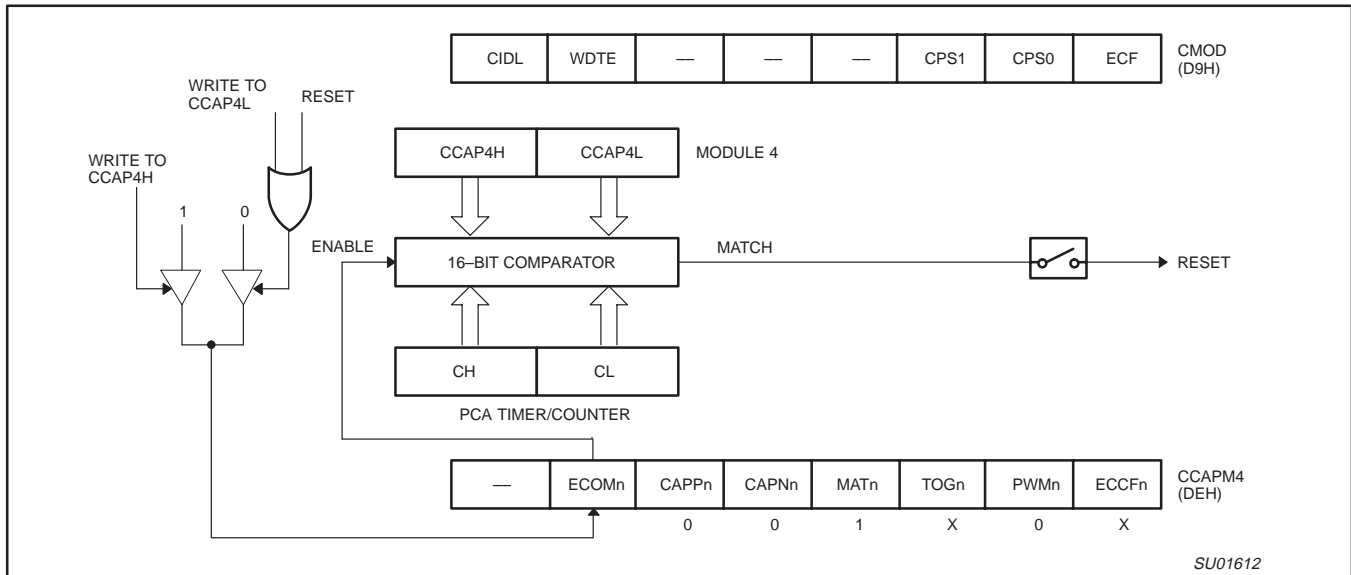 CIDL WDTE –– –– –– CPS1 CPS0 ECF CMOD
(D9H)
WRITE TO
CCAP4L
RESET
WRITE TO
CCAP4H
CCAP4H CCAP4L MODULE 4
1 0
ENABLE
16–BIT COMPARATOR
MATCH
RESET
CH CL
PCA TIMER/COUNTER
–– ECOMn CAPPn CAPNn MATn TOGn PWMn ECCFn CCAPM4
(DEH)
0 0 1 X 0 X
SU01612